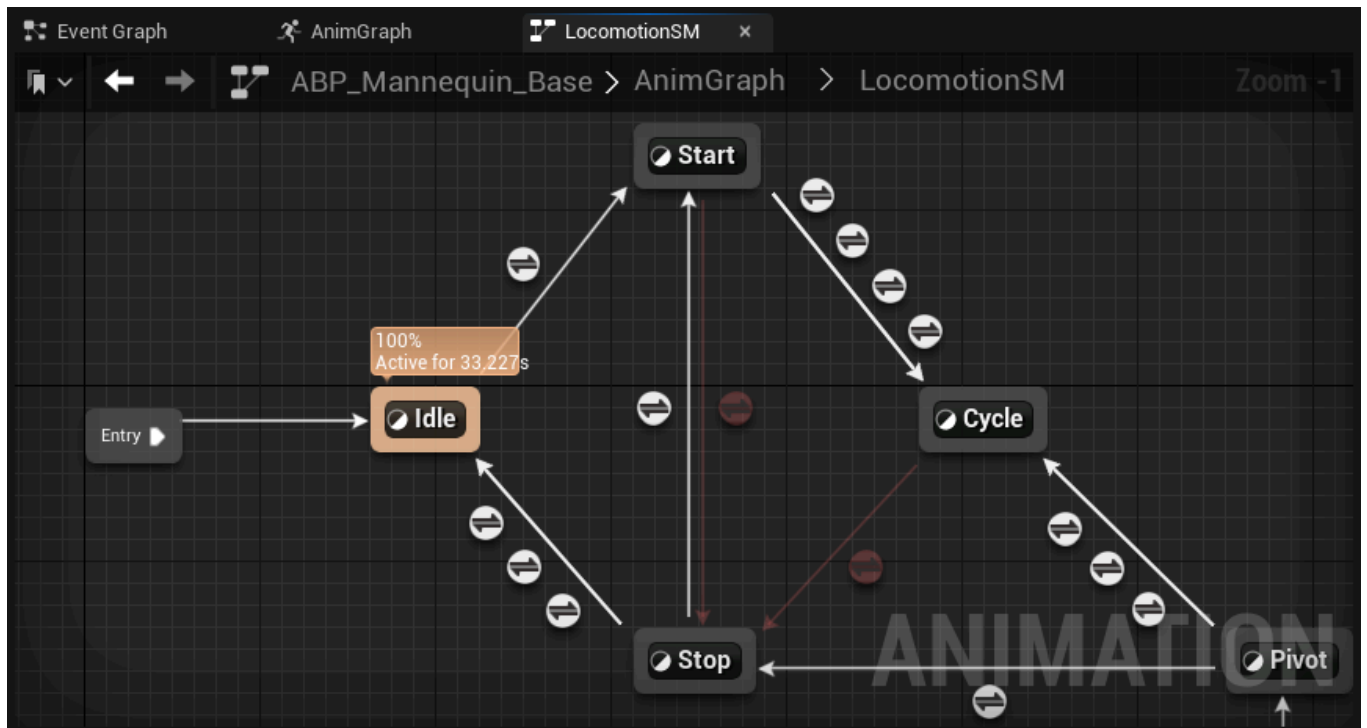 Event Graph
AnimGraph
LocomotionSM
ABP_Mannequin_Base > AnimGraph > LocomotionSM
Zoom -1
Start
100%
Active for 33,227s
Entry
Idle
Cycle
Stop
Pivot
ANIMATION